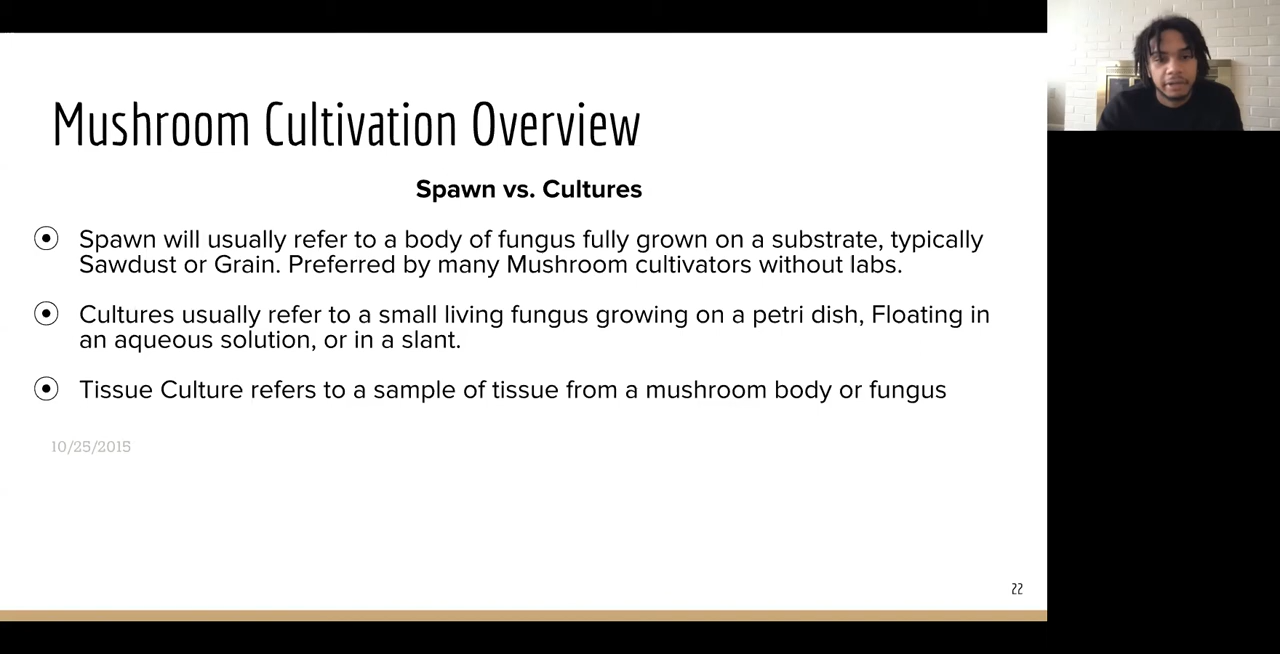 Mushroom Cultivation Overview
Spawn vs. Cultures
Spawn will usually refer to a body of fungus fully grown on a substrate, typically
Sawdust or Grain. Preferred by many Mushroom cultivators without labs.
Cultures usually refer to a small living fungus growing on a petri dish, Floating in
an aqueous solution, or in a slant.
Tissue Culture refers to a sample of tissue from a mushroom body or fungus
10/25/2015
22